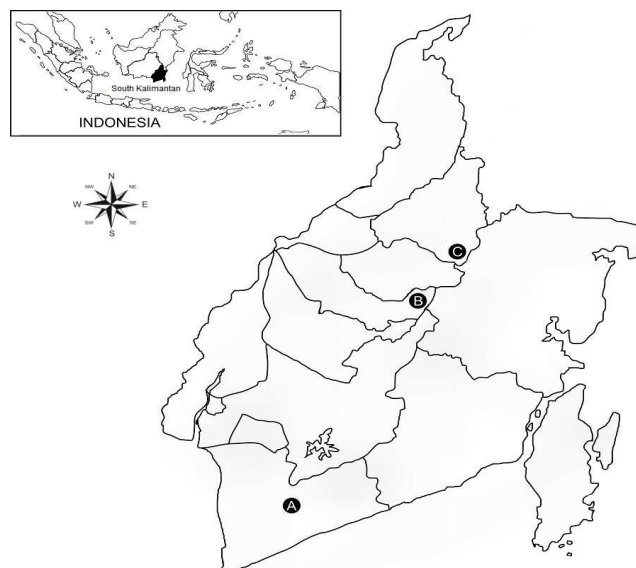 South Kalimantan
INDONESIA
N
NW NE
W E
SW SE
S
C
B
A